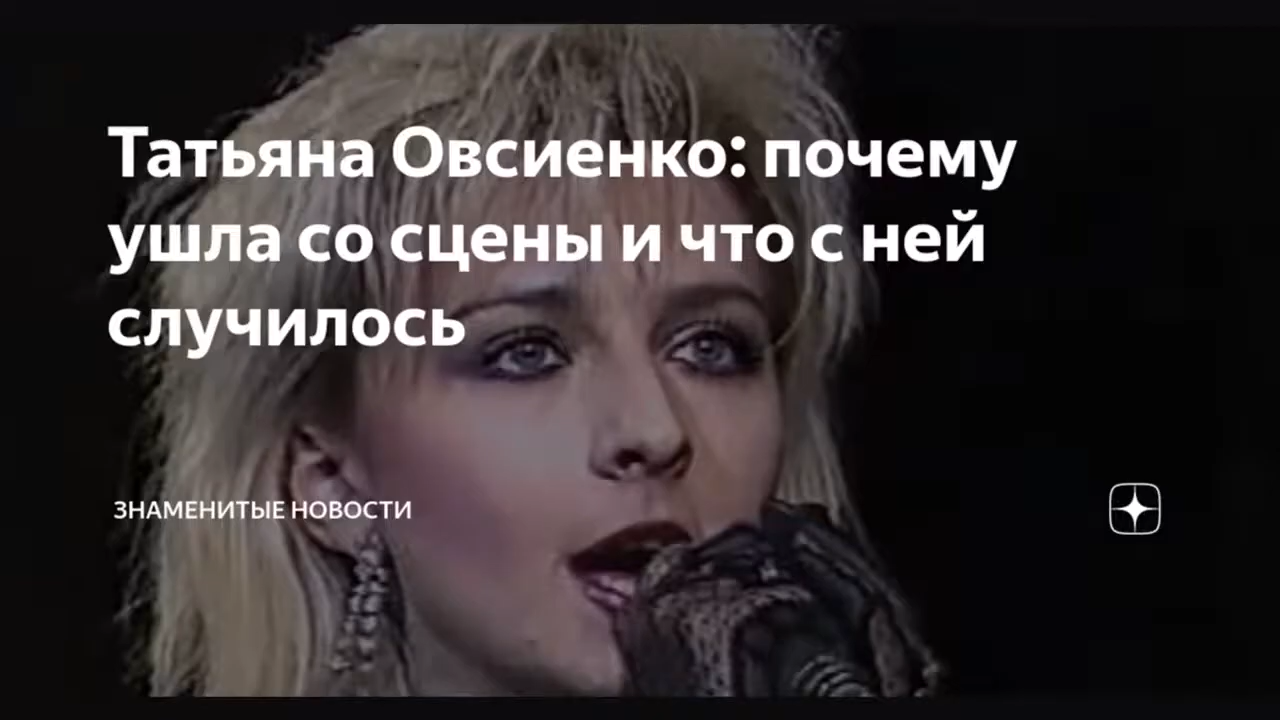 Татьяна Овсиенко: почему
ушла со сцены и что с ней
случилось
ЗНАМЕНИТЫЕ НОВОСТИ